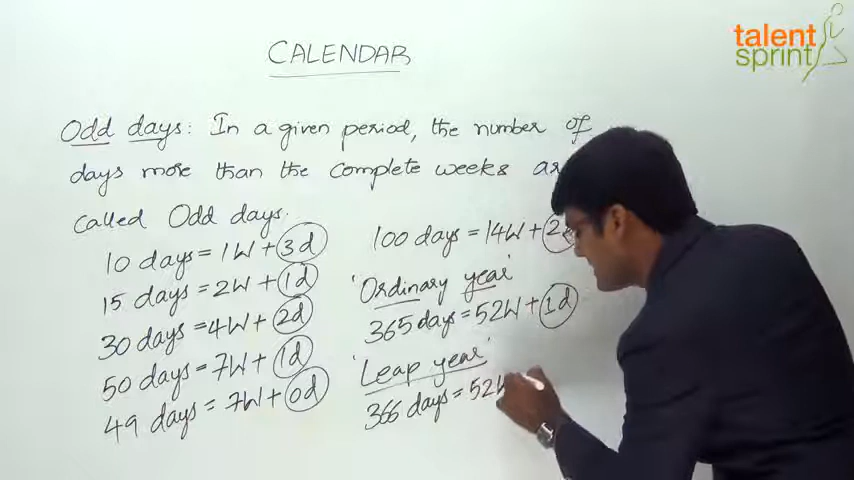 talent
sprint
CALENDAR
Odd days: In a given period, the number of
days more than the complete weeks
called Odd days.
10 days = 1W + 3d
15 days = 2W + 1d
30 days = 4W + 2d
50 days = 7W + 1d
49 days = 7W + 0d
100 days = 14W + 2
'Ordinary year'
365 days = 52W + 1d
'Leap year'
366 days = 52W